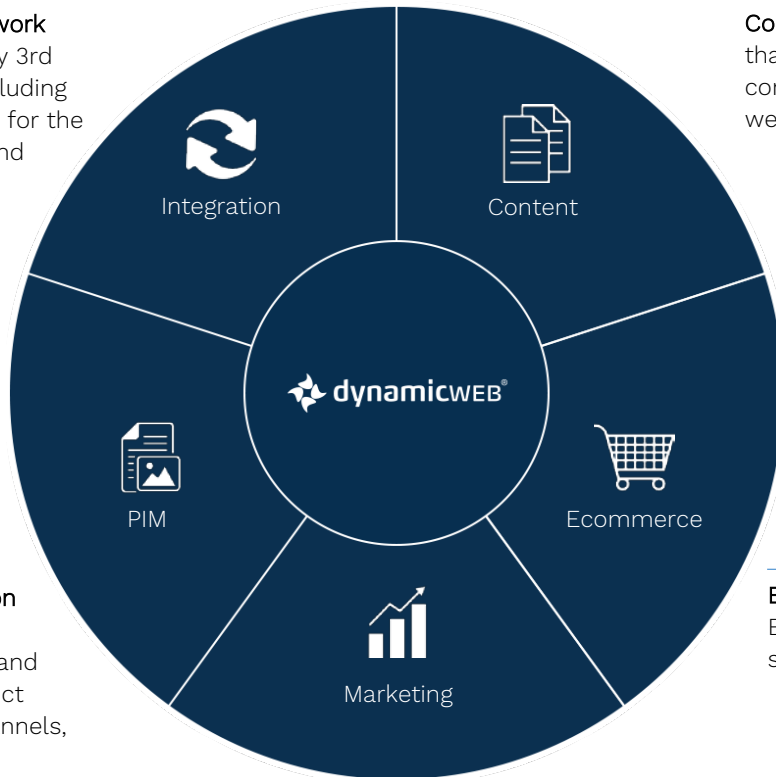 work
y 3rd
luding
for the
nd
Co
tha
con
we
Integration
Content
dynamicWEB®
PIM
Ecommerce
Marketing
on
and
ct
nnels,
E
E
s